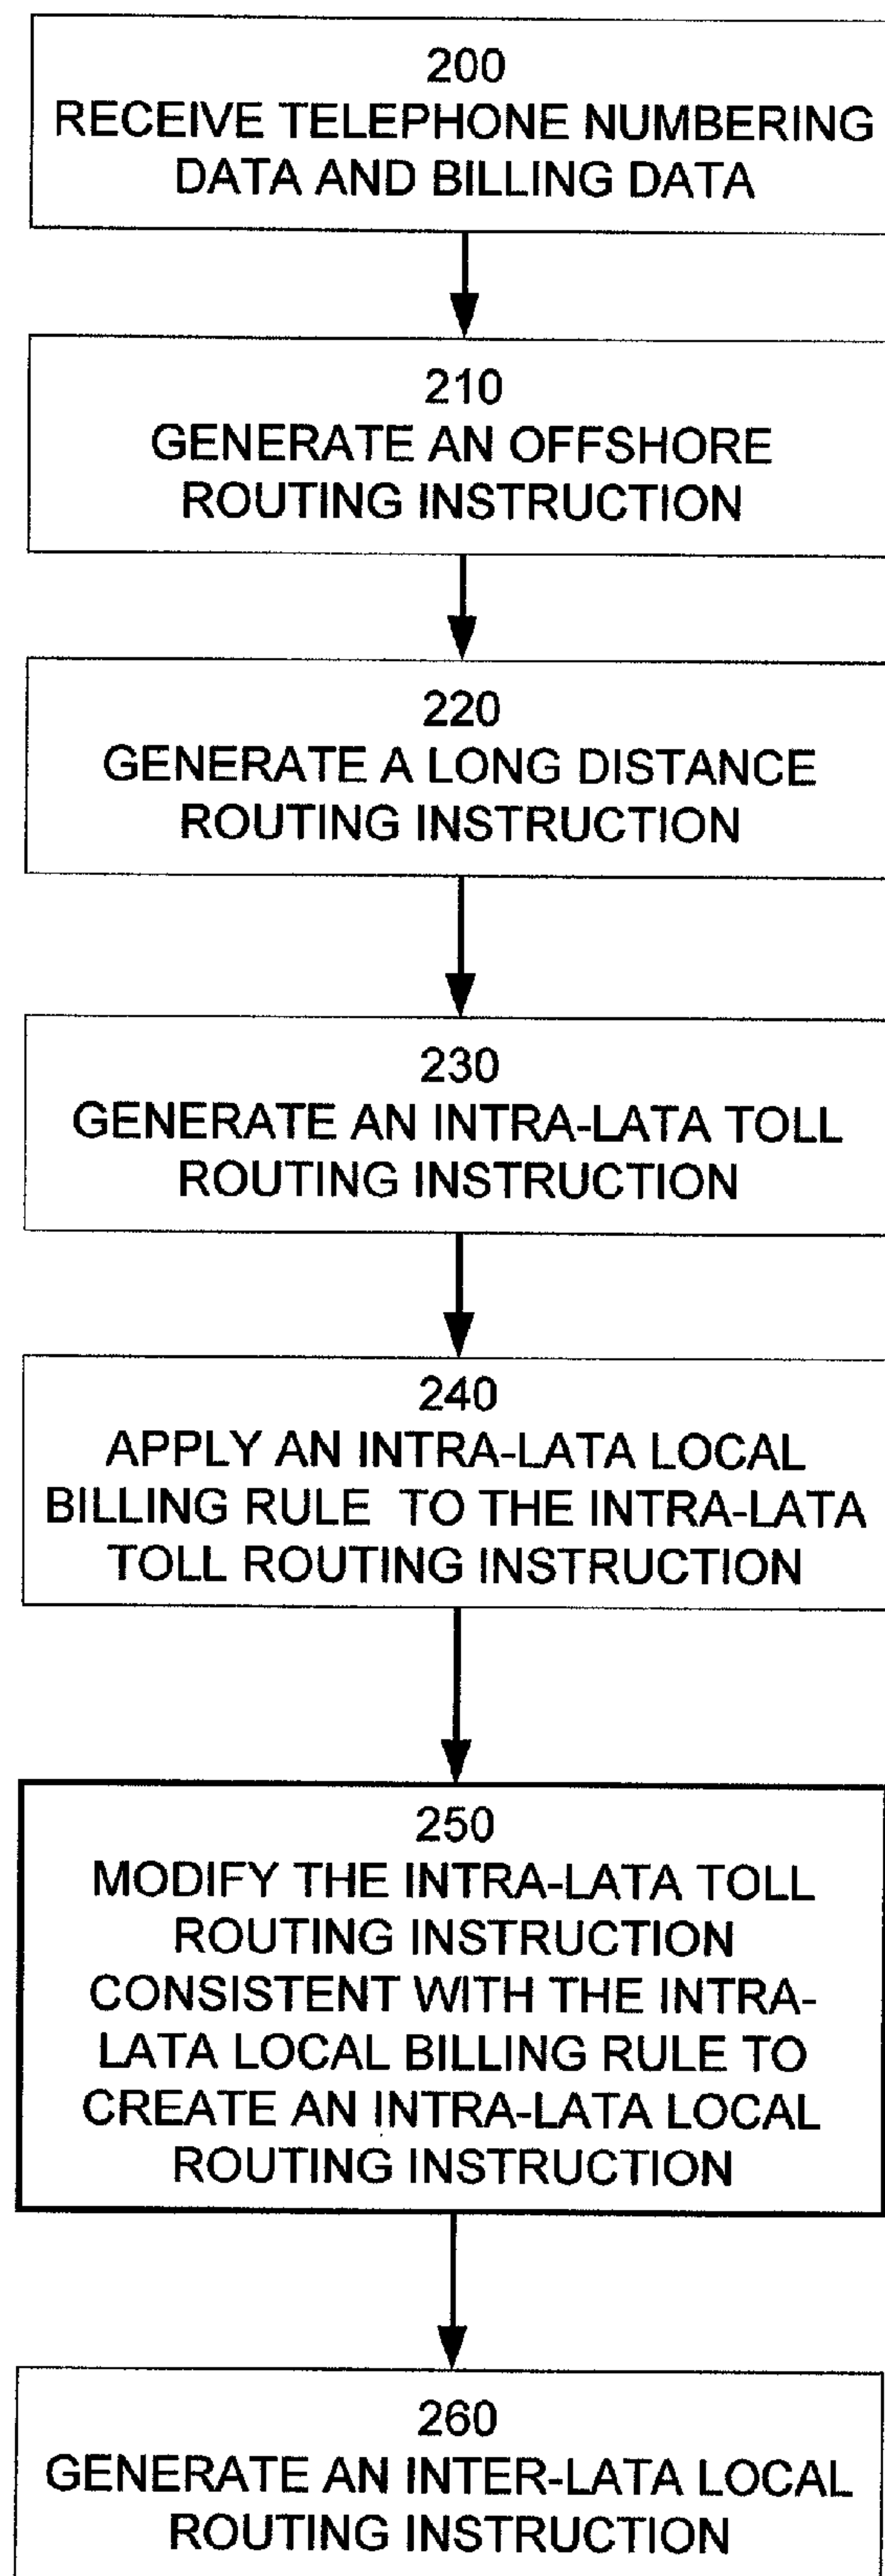 200
RECEIVE TELEPHONE NUMBERING
DATA AND BILLING DATA
210
GENERATE AN OFFSHORE
ROUTING INSTRUCTION
220
GENERATE A LONG DISTANCE
ROUTING INSTRUCTION
230
GENERATE AN INTRA-LATA TOLL
ROUTING INSTRUCTION
240
APPLY AN INTRA-LATA LOCAL
BILLING RULE TO THE INTRA-LATA
TOLL ROUTING INSTRUCTION
250
MODIFY THE INTRA-LATA TOLL
ROUTING INSTRUCTION
CONSISTENT WITH THE INTRA-
LATA LOCAL BILLING RULE TO
CREATE AN INTRA-LATA LOCAL
ROUTING INSTRUCTION
260
GENERATE AN INTER-LATA LOCAL
ROUTING INSTRUCTION